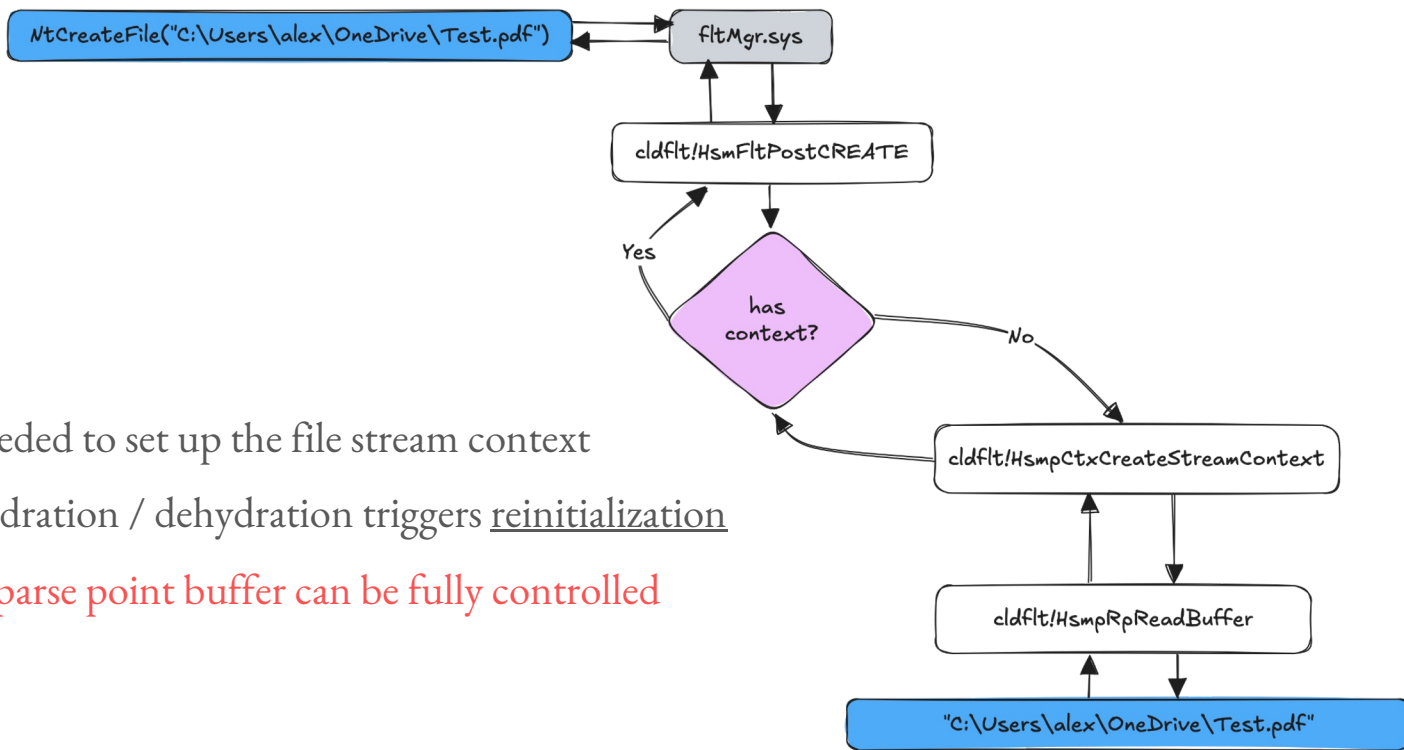 NtCreateFile("C:\Users\alex\OneDrive\Test.pdf")
fltMgr.sys
cldflt!HsmFltPostCREATE
Yes
has
context?
No
eded to set up the file stream context
cldflt!HsmpCtxCreateStreamContext
dration / dehydration triggers reinitialization
parse point buffer can be fully controlled
cldflt!HsmpRpReadBuffer
"C:\Users\alex\OneDrive\Test.pdf"